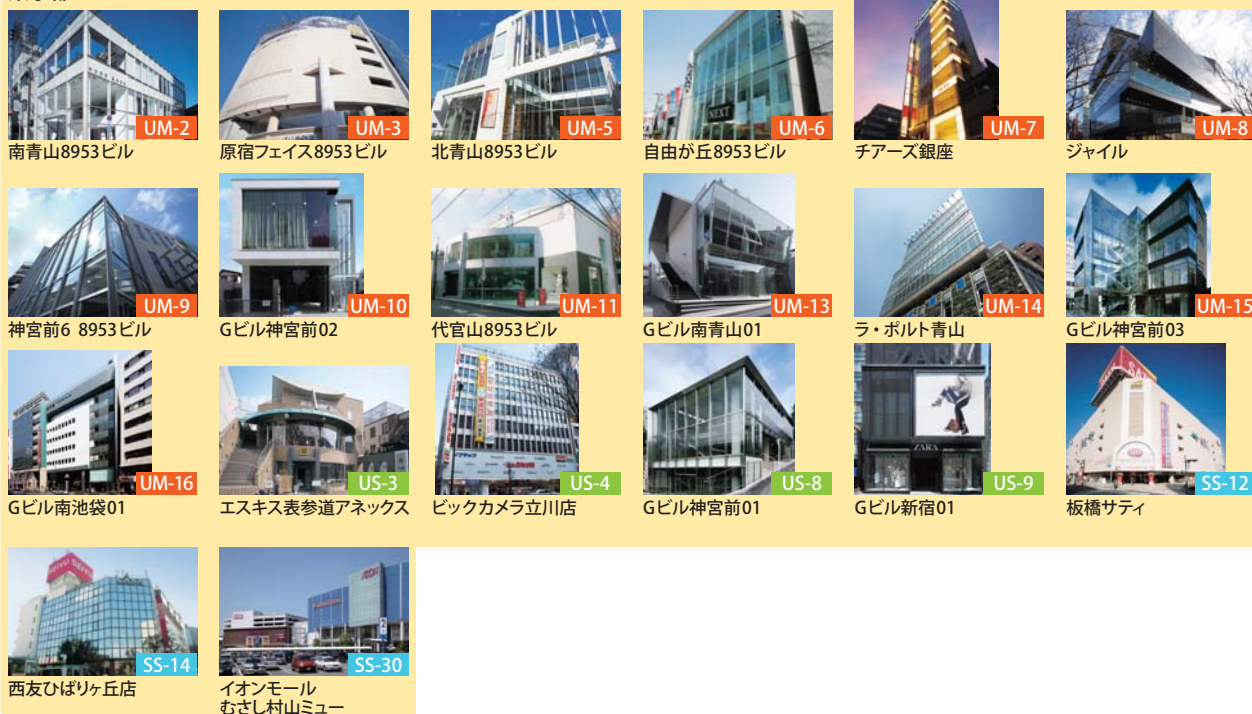 UM-2
南青山8953ビル
UM-3
原宿フェイス8953ビル
UM-5
北青山8953ビル
NEXT
UM-6
自由が丘8953ビル
UM-7
チアーズ銀座
UM-8
ジャイル
UM-9
神宮前6 8953ビル
UM-10
Gビル神宮前02
UM-11
代官山8953ビル
UM-13
Gビル南青山01
UM-14
ラ・ポルト青山
UM-15
Gビル神宮前03
UM-16
Gビル南池袋01
US-3
エスキス表参道アネックス
US-4
ビックカメラ立川店
US-8
Gビル神宮前01
ZARA
US-9
Gビル新宿01
SS-12
板橋サティ
SS-14
西友ひばりヶ丘店
SS-30
イオンモール
むさし村山ミュー